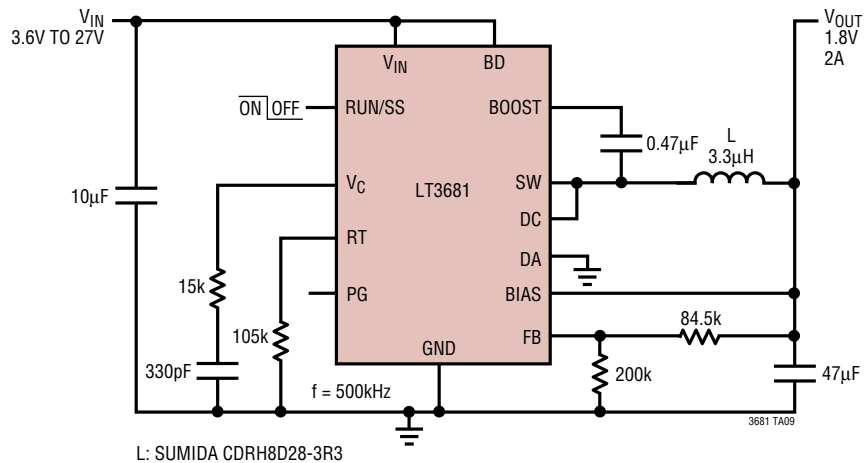 VIN
3.6V TO 27V
VOUT
1.8V
2A
VIN
BD
ON OFF
RUN/SS
BOOST
0.47µF
L
3.3µH
10µF
VC
LT3681
SW
DC
RT
DA
15k
PG
BIAS
84.5k
105k
FB
GND
330pF
200k
47µF
f = 500kHz
3681 TA09
L: SUMIDA CDRH8D28-3R3